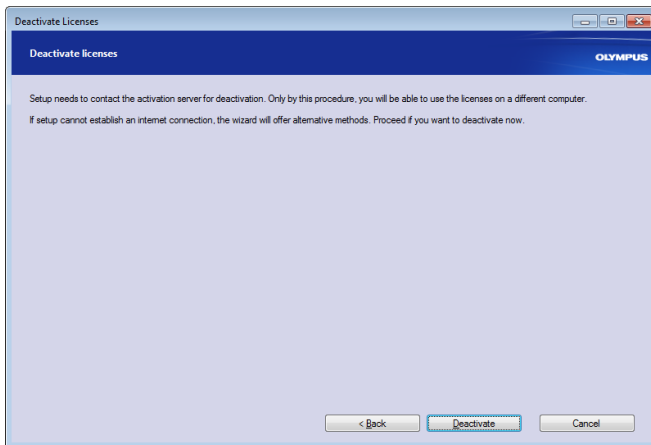 Deactivate Licenses
Deactivate licenses
OLYMPUS
Setup needs to contact the activation server for deactivation. Only by this procedure, you will be able to use the licenses on a different computer.
If setup cannot establish an internet connection, the wizard will offer alternative methods. Proceed if you want to deactivate now.
< Back
Deactivate
Cancel